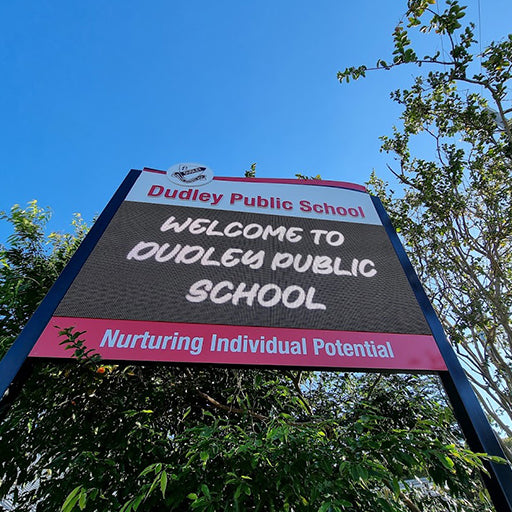 Dudley Public School
WELCOME TO
DUDLEY PUBLIC
SCHOOL
Nurturing Individual Potential